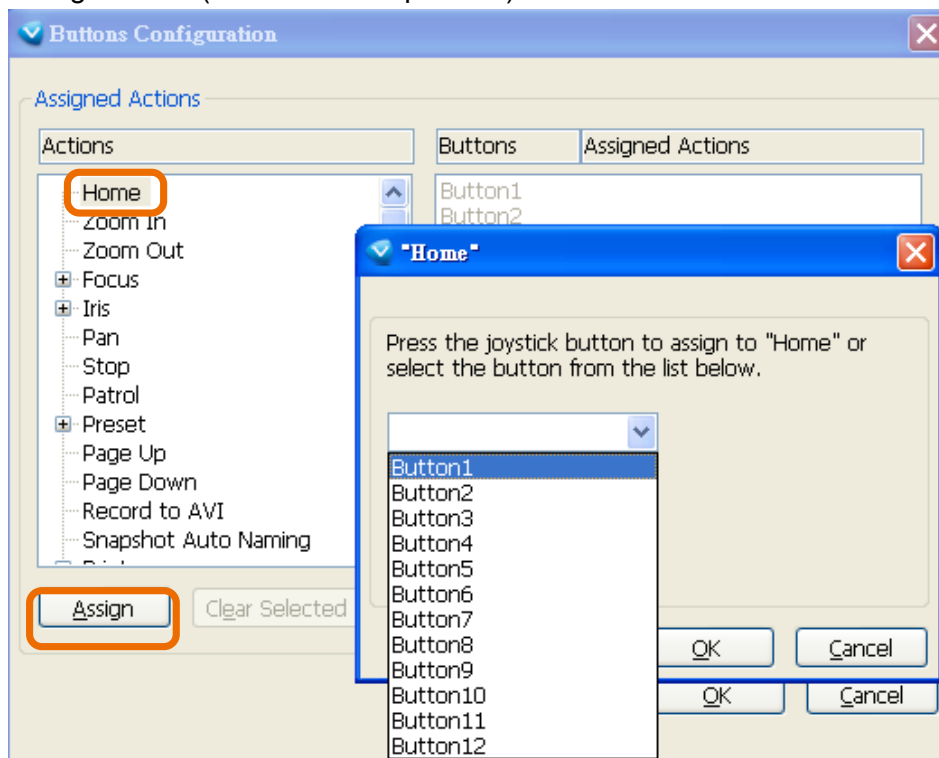 Buttons Configuration
Assigned Actions
Actions
Buttons
Assigned Actions
Home
Zoom In
Zoom Out
Focus
Iris
Pan
Stop
Patrol
Preset
Page Up
Page Down
Record to AVI
Snapshot Auto Naming
Button1
Button2
Assign
Clear Selected
"Home"
Press the joystick button to assign to "Home" or
select the button from the list below.
Button1
Button2
Button3
Button4
Button5
Button6
Button7
Button8
Button9
Button10
Button11
Button12
OK
Cancel
OK
Cancel